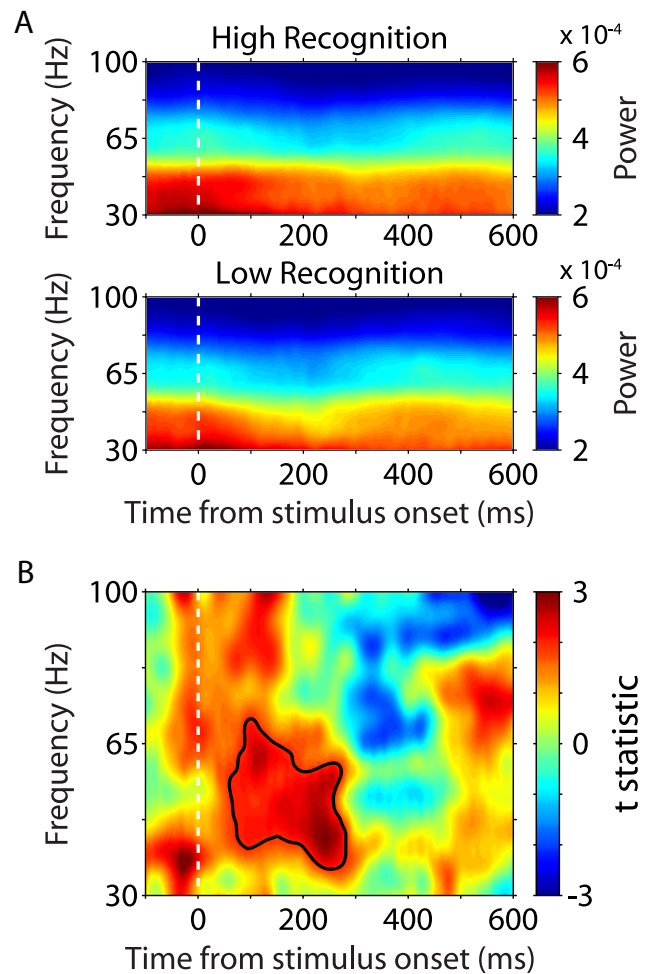 A
High Recognition
x 10⁻⁴
Frequency (Hz)
100
65
30
0 200 400 600
6
4
2
Power
Low Recognition
x 10⁻⁴
Frequency (Hz)
100
65
30
0 200 400 600
6
4
2
Power
Time from stimulus onset (ms)
B
Frequency (Hz)
100
65
30
0 200 400 600
3
0
-3
t statistic
Time from stimulus onset (ms)